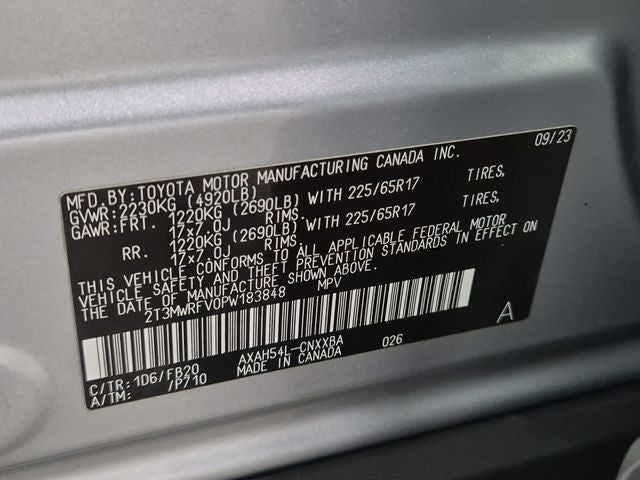 09/23
MFD.BY:TOYOTA MOTOR MANUFACTURING CANADA INC.
GVWR:2230KG (4920LB)
GAWR:FRT. 1220KG (2690LB) WITH 225/65R17 TIRES,
17x7.0J RIMS.
RR. 1220KG (2690LB) WITH 225/65R17 TIRES,
17x7.0J RIMS.
THIS VEHICLE CONFORMS TO ALL APPLICABLE FEDERAL MOTOR
VEHICLE SAFETY AND THEFT PREVENTION STANDARDS IN EFFECT ON
THE DATE OF MANUFACTURE SHOWN ABOVE.
2T3MWRFV0PW183848 MPV
A
C/TR: 1D6/FB20 AXAH54L-CNXXBA 026
A/TM: /P710 MADE IN CANADA